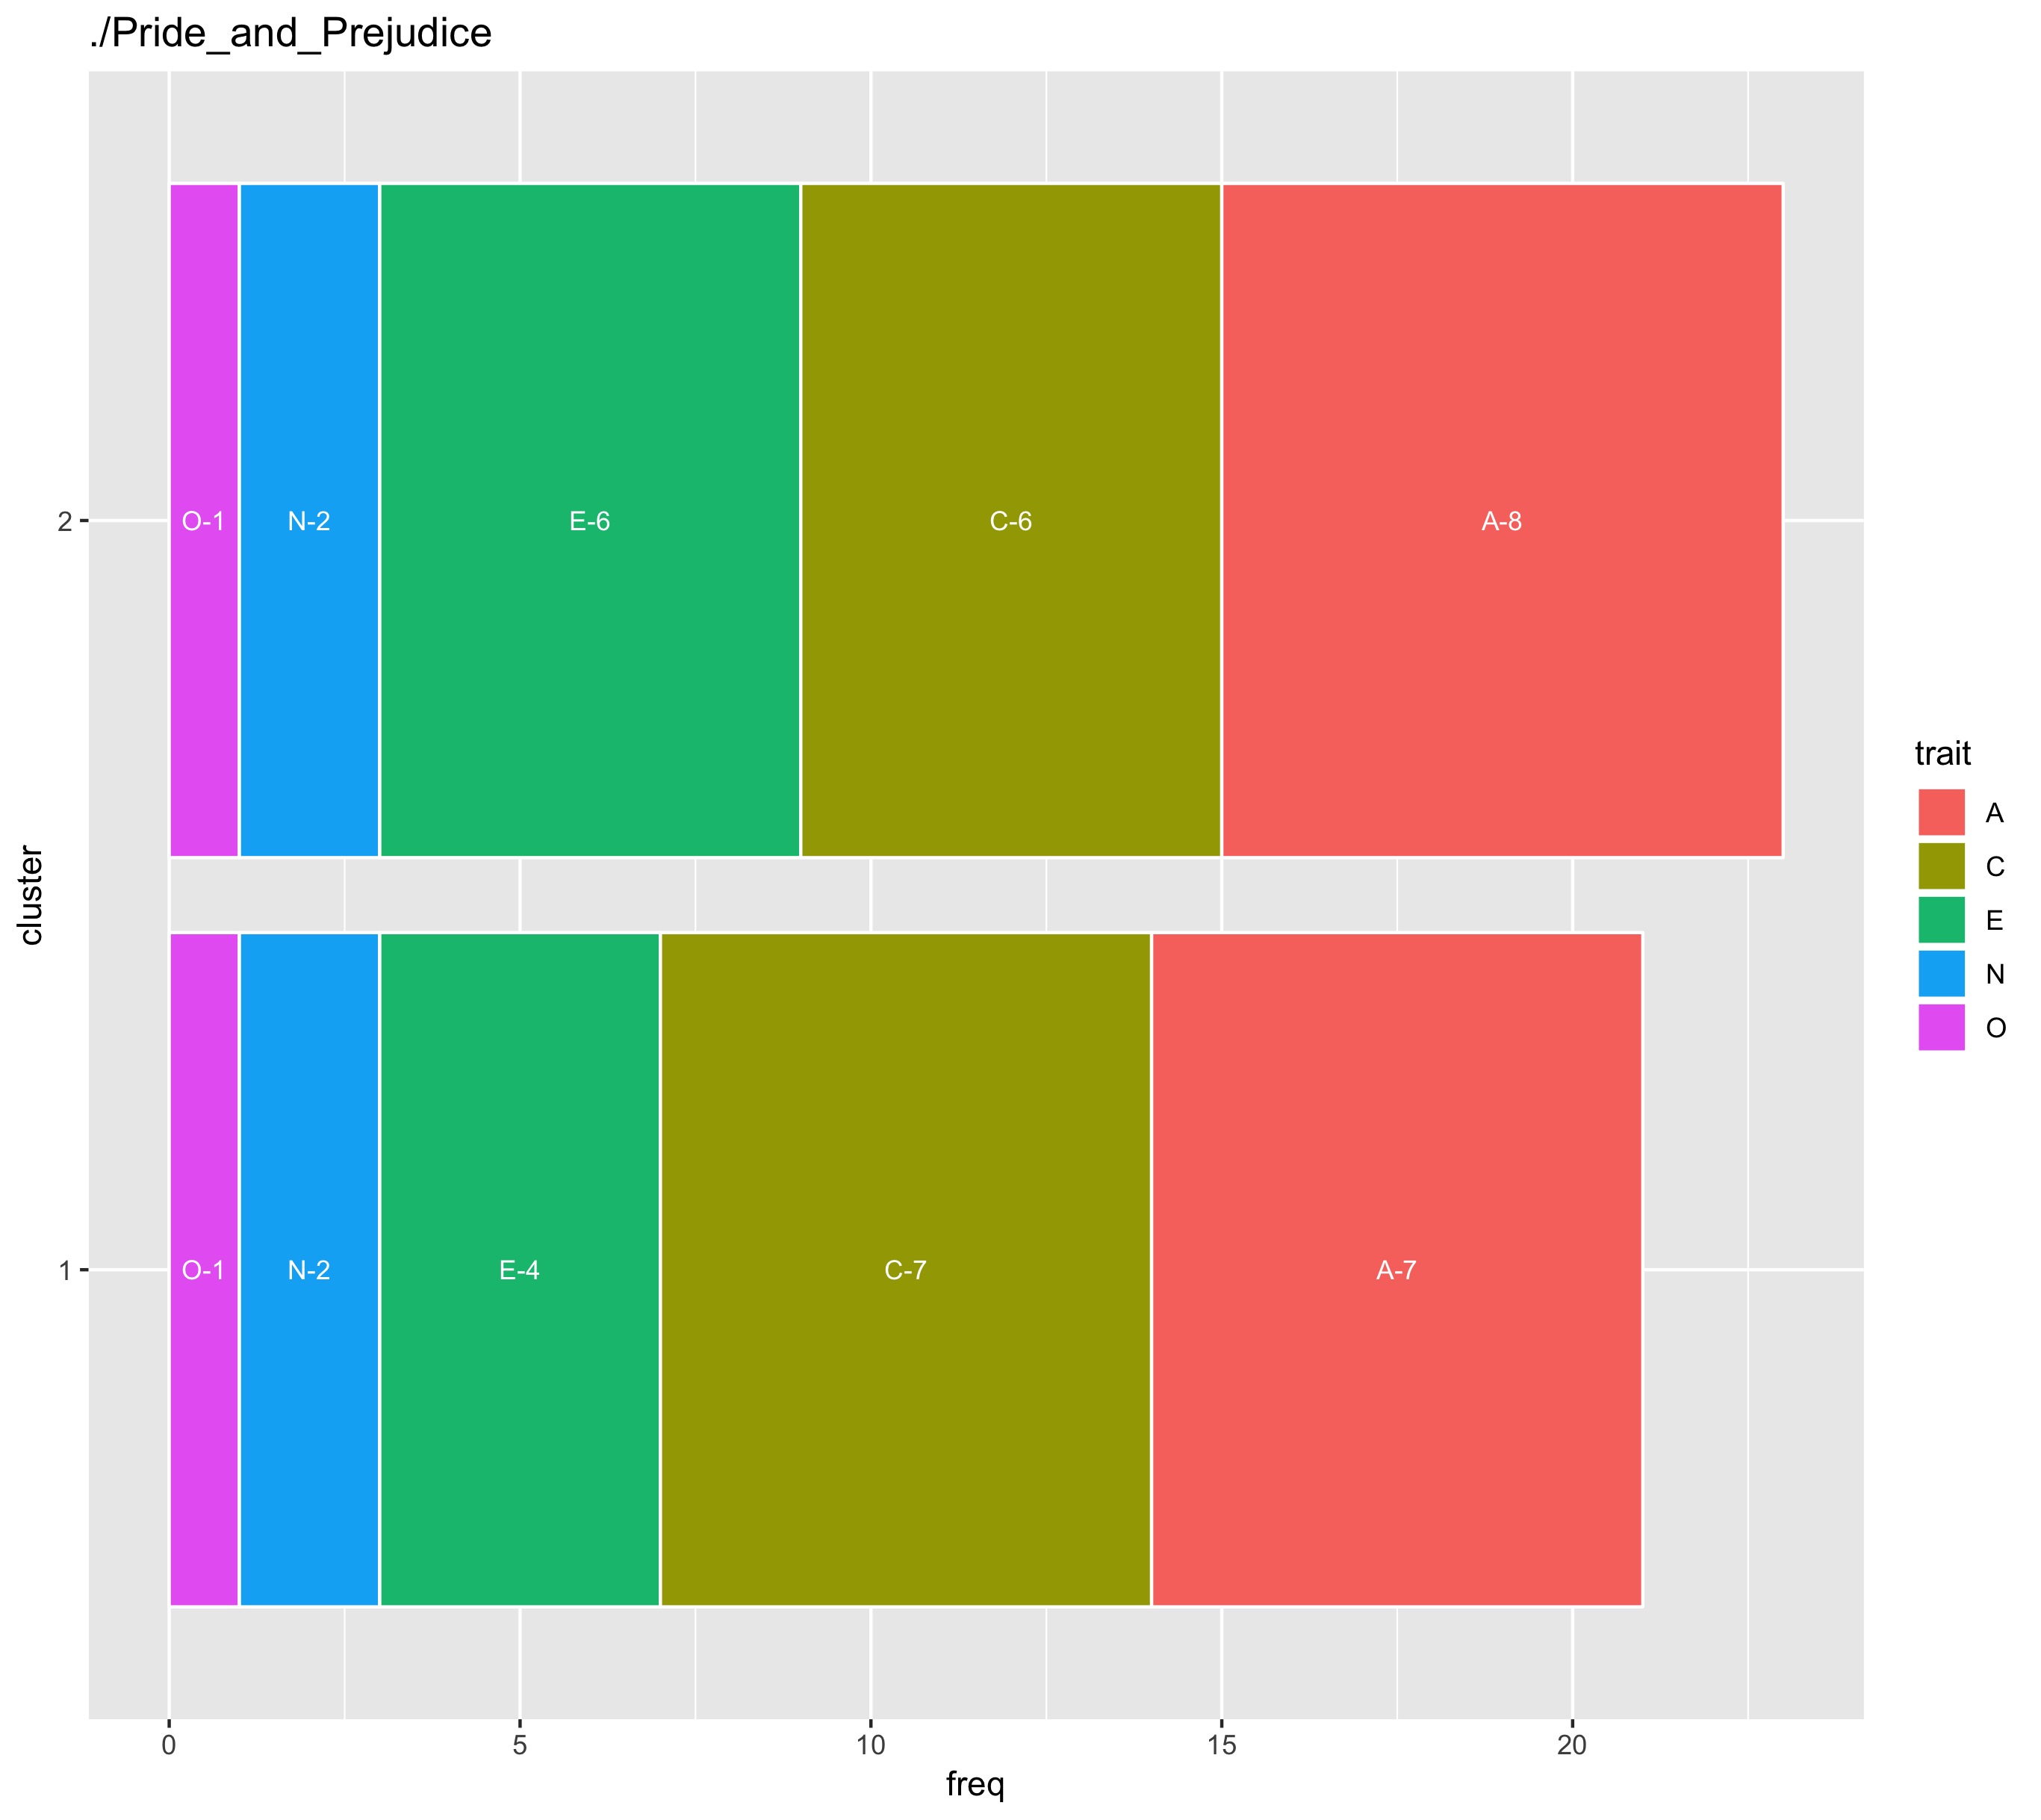 ./Pride_and_Prejudice
cluster
2
O-1 N-2 E-6 C-6 A-8
1
O-1 N-2 E-4 C-7 A-7
0 5 10 15 20
freq
trait
A
C
E
N
O